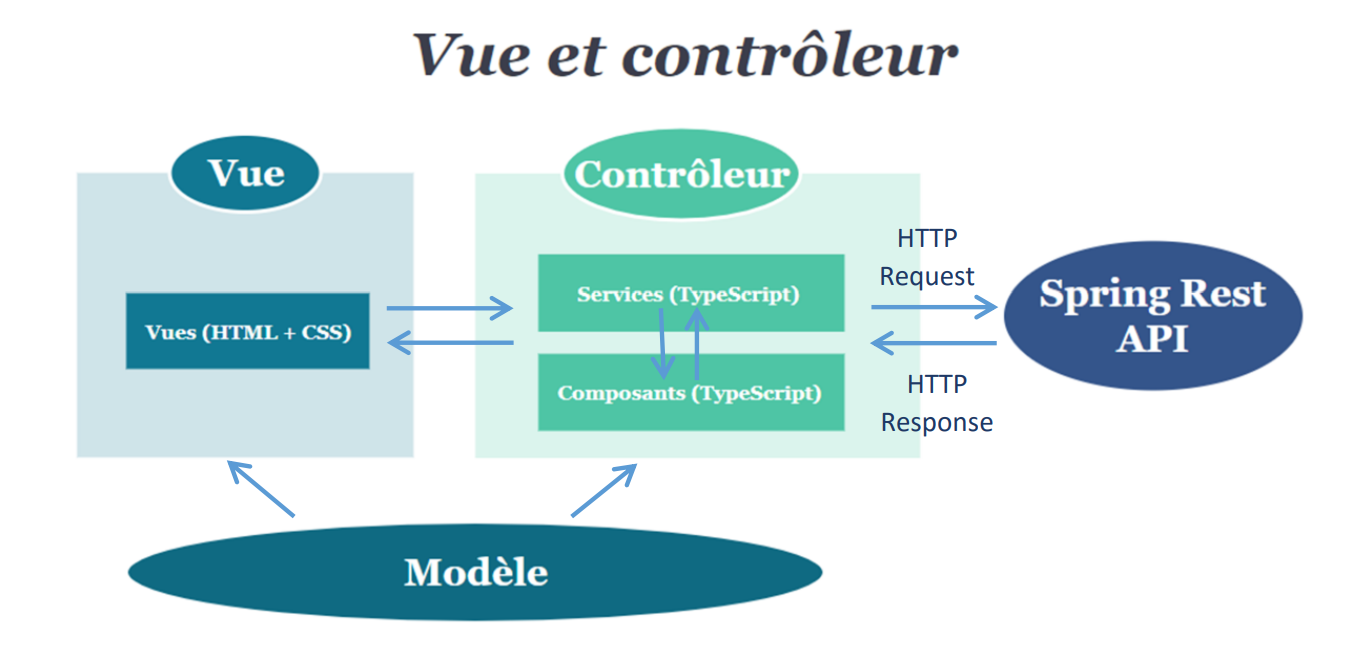 Vue et contrôleur
Vue
Contrôleur
Vues (HTML + CSS)
Services (TypeScript)
Composants (TypeScript)
HTTP
Request
HTTP
Response
Spring Rest
API
Modèle